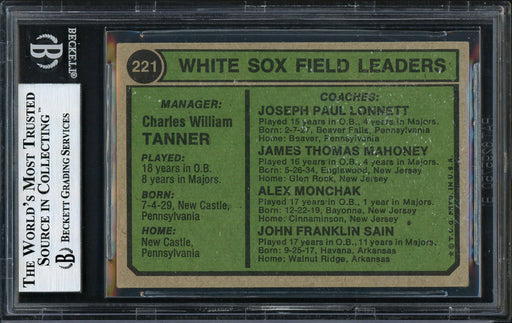 BECKETT
THE WORLD'S MOST TRUSTED
SOURCE IN COLLECTING™
BECKETT GRADING SERVICES
221
WHITE SOX FIELD LEADERS
MANAGER:
Charles William
TANNER
PLAYED:
18 years in O.B.
8 years in Majors.
BORN:
7-4-29, New Castle,
Pennsylvania
HOME:
New Castle,
Pennsylvania
COACHES:
JOSEPH PAUL LONNETT
Played 15 years in O.B., 4 years in Majors.
Born: 2-7-27, Beaver Falls, Pennsylvania
Home: Beaver, Pennsylvania
JAMES THOMAS MAHONEY
Played 16 years in O.B., 4 years in Majors.
Born: 5-26-34, Englewood, New Jersey
Home: Glen Rock, New Jersey
ALEX MONCHAK
Played 17 years in O.B., 1 year in Majors.
Born: 12-22-19, Bayonne, New Jersey
Home: Cinnaminson, New Jersey
JOHN FRANKLIN SAIN
Played 17 years in O.B., 11 years in Majors.
Born: 9-25-17, Havana, Arkansas
Home: Walnut Ridge, Arkansas
© T.C.G. PRTD. IN U.S.A.